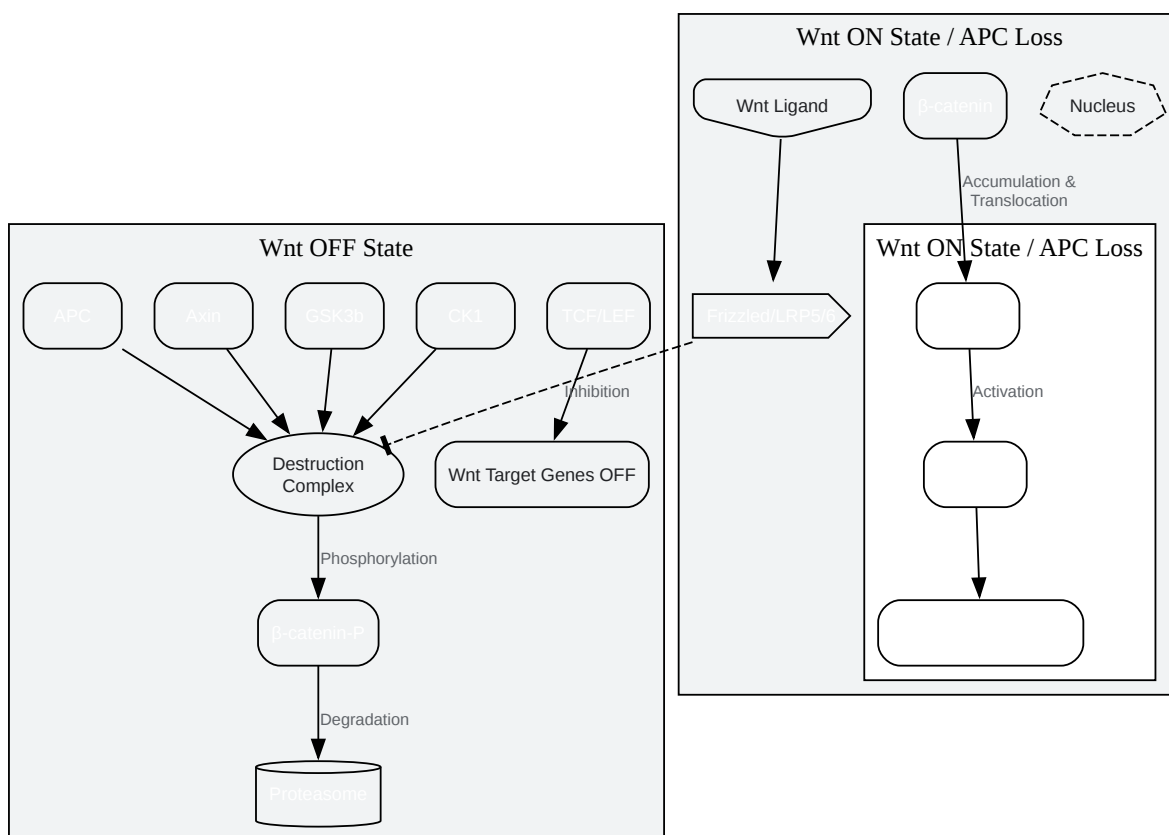 Wnt ON State / APC Loss
Wnt Ligand
β-catenin
Nucleus
Accumulation &
Translocation
Wnt OFF State
Wnt ON State / APC Loss
APC
Axin
GSK3b
CK1
TCF/LEF
Frizzled/LRP5/6
Inhibition
Activation
Destruction
Complex
Wnt Target Genes OFF
Phosphorylation
β-catenin-P
Degradation
Proteasome